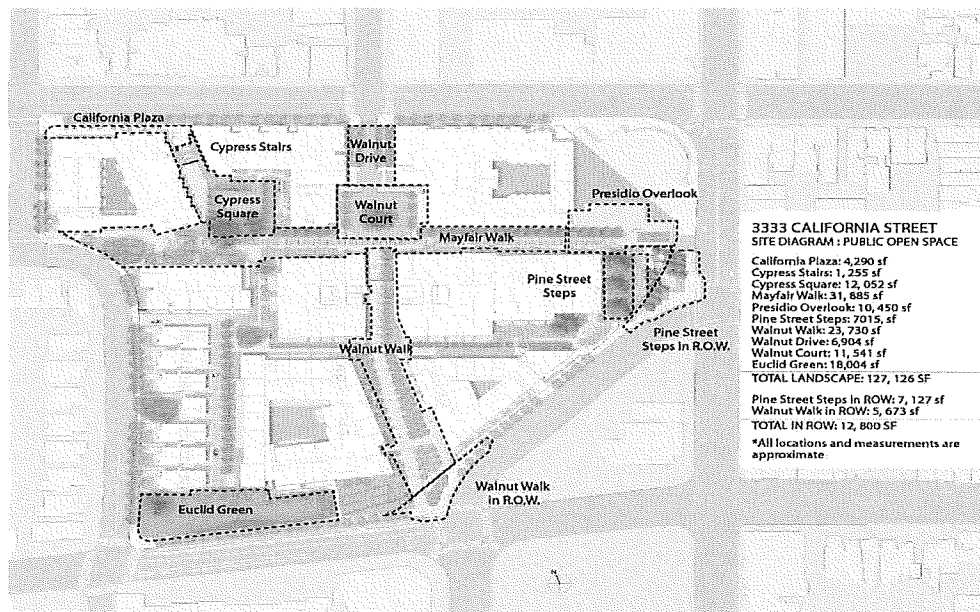 California Plaza
Cypress Stairs
Walnut
Drive
Cypress
Square
Walnut
Court
Presidio Overlook
Mayfair Walk
Pine Street
Steps
Pine Street
Steps in R.O.W.
Walnut Walk
Walnut Walk
in R.O.W.
Euclid Green
N
3333 CALIFORNIA STREET
SITE DIAGRAM : PUBLIC OPEN SPACE
California Plaza: 4,290 sf
Cypress Stairs: 1, 255 sf
Cypress Square: 12, 052 sf
Mayfair Walk: 31, 885 sf
Presidio Overlook: 10, 450 sf
Pine Street Steps: 7015, sf
Walnut Walk: 23, 730 sf
Walnut Drive: 6,904 sf
Walnut Court: 11, 541 sf
Euclid Green: 18,004 sf
TOTAL LANDSCAPE: 127, 126 SF
Pine Street Steps in ROW: 7, 127 sf
Walnut Walk in ROW: 5, 673 sf
TOTAL IN ROW: 12, 800 SF
*All locations and measurements are
approximate